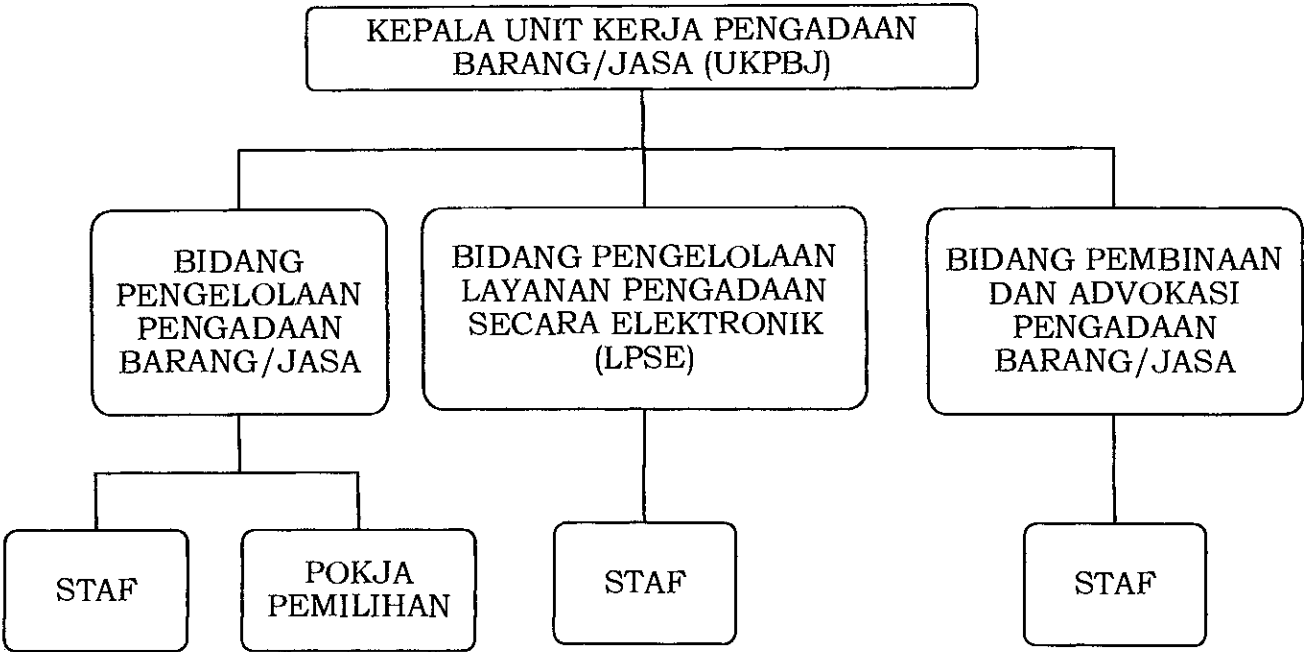 KEPALA UNIT KERJA PENGADAAN
BARANG/JASA (UKPBJ)
BIDANG
PENGELOLAAN
PENGADAAN
BARANG/JASA
BIDANG PENGELOLAAN
LAYANAN PENGADAAN
SECARA ELEKTRONIK
(LPSE)
BIDANG PEMBINAAN
DAN ADVOKASI
PENGADAAN
BARANG/JASA
STAF
POKJA
PEMILIHAN
STAF
STAF